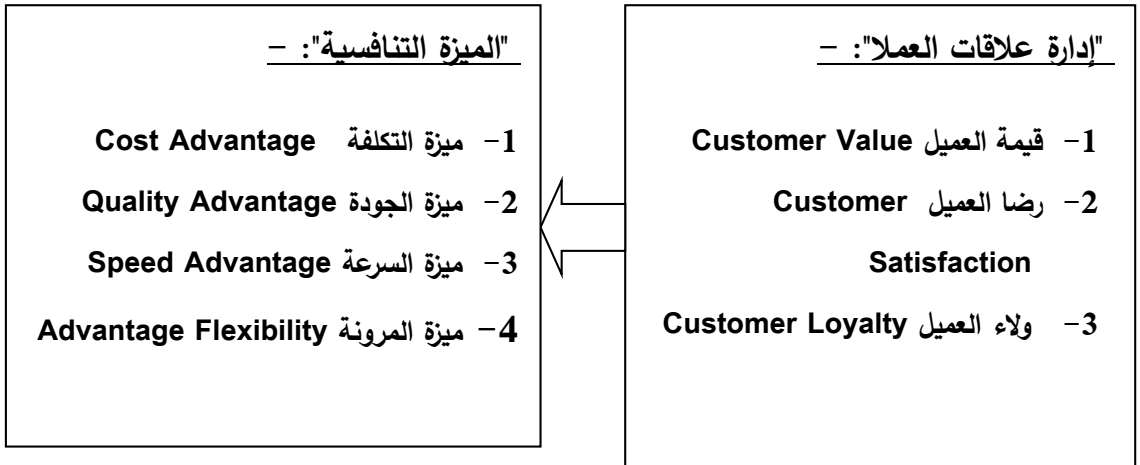 "إدارة علاقات العملا": –
1– قيمة العميل Customer Value
2– رضا العميل Customer
Satisfaction
3– ولاء العميل Customer Loyalty
"الميزة التنافسية": –
1– ميزة التكلفة Cost Advantage
2– ميزة الجودة Quality Advantage
3– ميزة السرعة Speed Advantage
4– ميزة المرونة Advantage Flexibility